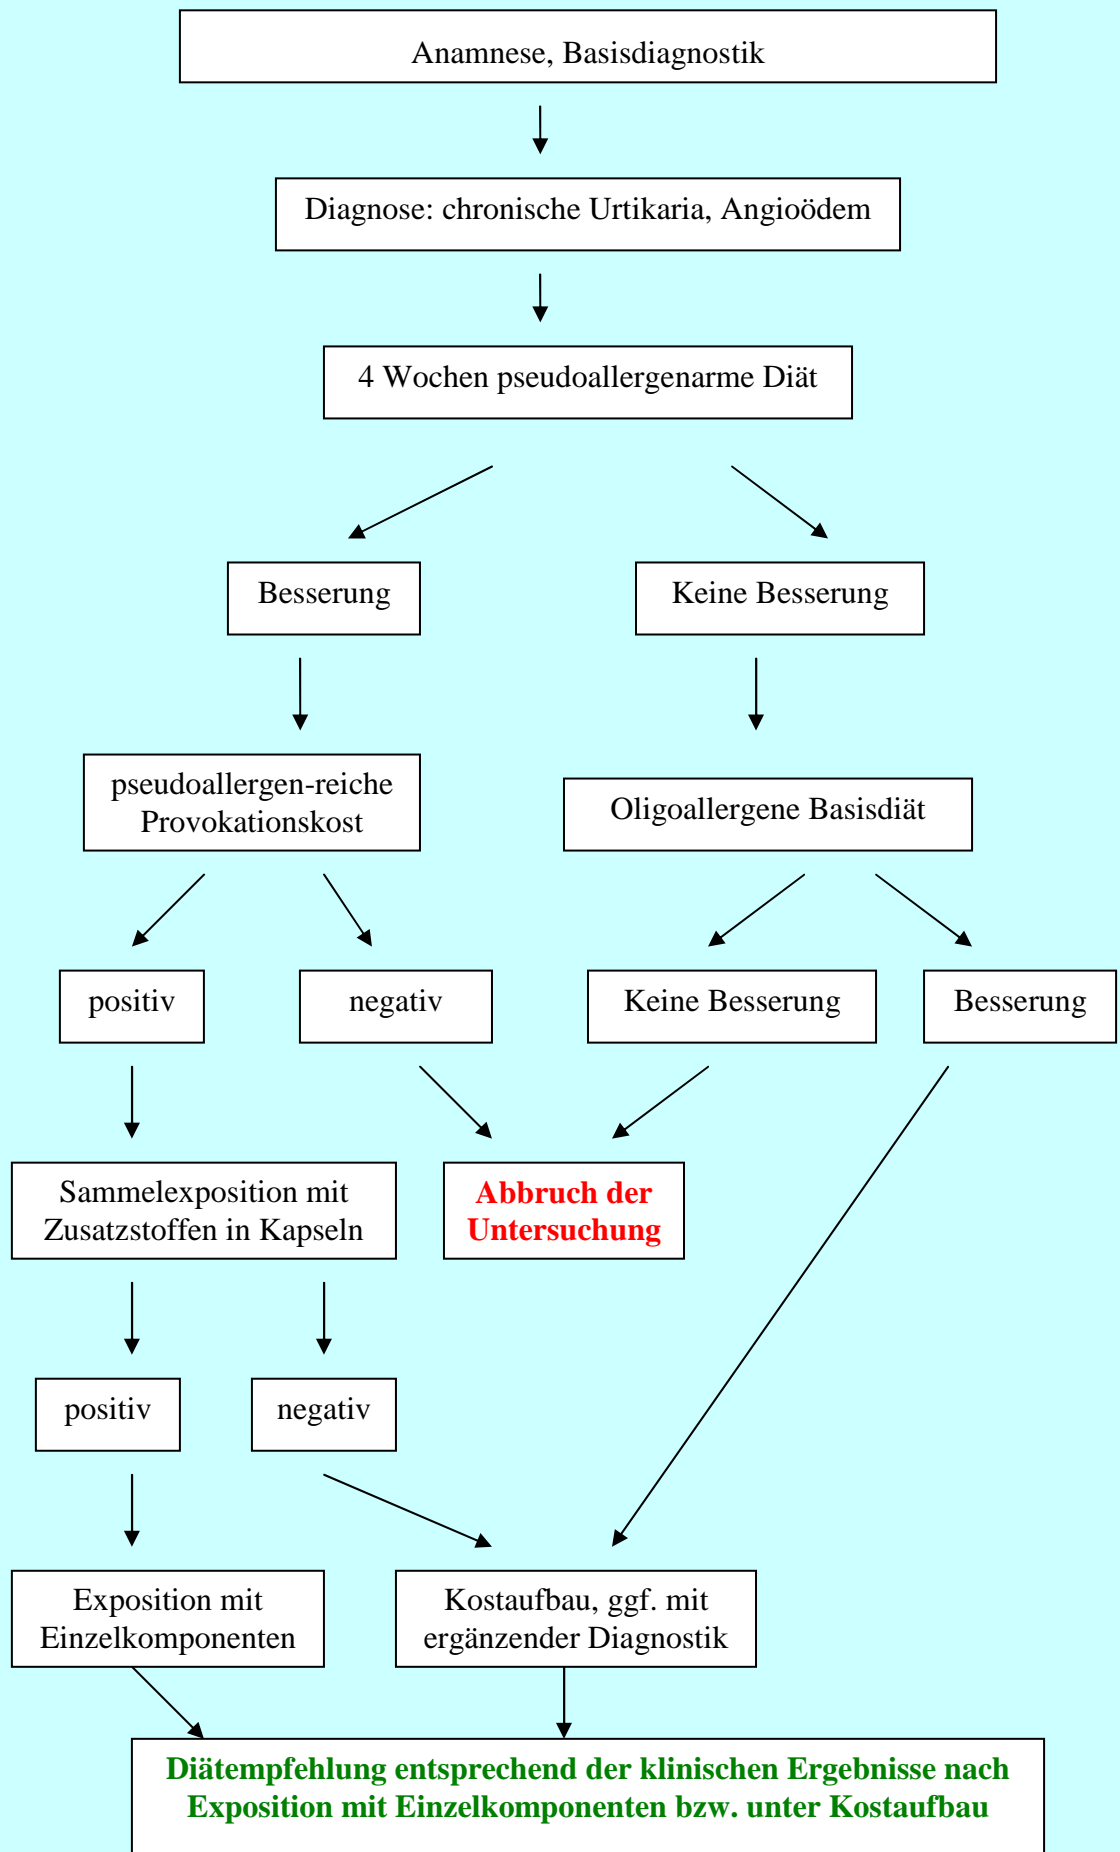 Anamnese, Basisdiagnostik
Diagnose: chronische Urtikaria, Angioödem
4 Wochen pseudoallergenarme Diät
Besserung
Keine Besserung
pseudoallergen-reiche
Provokationskost
Oligoallergene Basisdiät
positiv
negativ
Keine Besserung
Besserung
Sammelexposition mit
Zusatzstoffen in Kapseln
Abbruch der
Untersuchung
positiv
negativ
Exposition mit
Einzelkomponenten
Kostaufbau, ggf. mit
ergänzender Diagnostik
Diätempfehlung entsprechend der klinischen Ergebnisse nach
Exposition mit Einzelkomponenten bzw. unter Kostaufbau